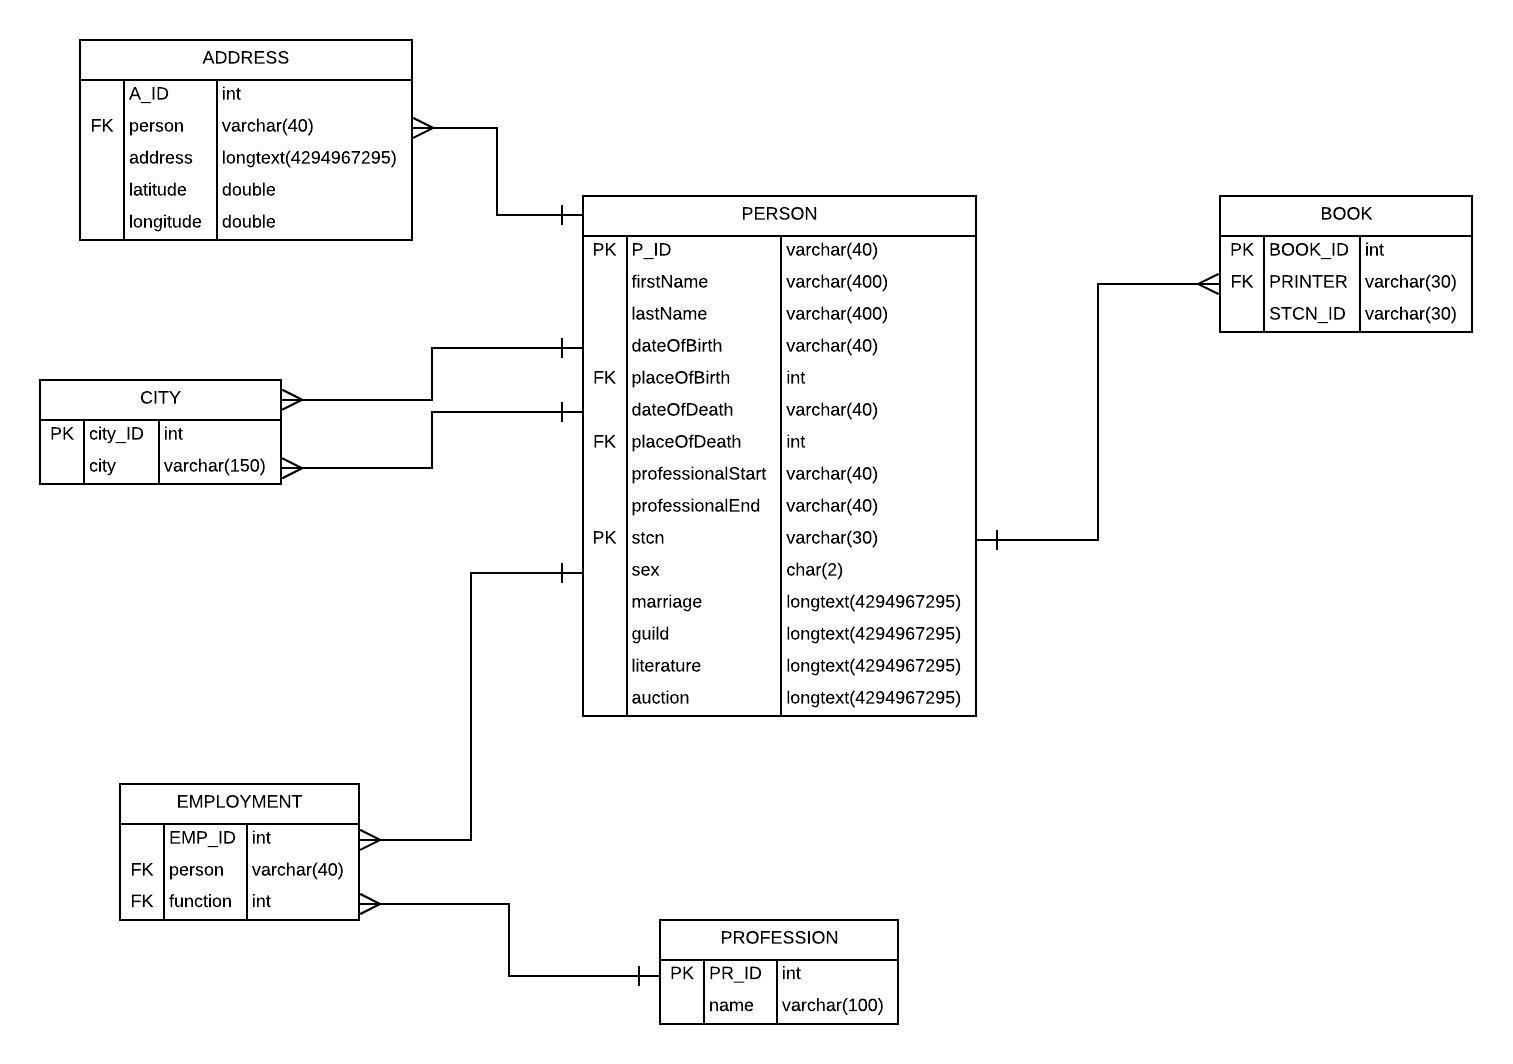 ADDRESS
A_ID int
FK person varchar(40)
address longtext(4294967295)
latitude double
longitude double
PERSON
PK P_ID varchar(40)
firstName varchar(400)
lastName varchar(400)
dateOfBirth varchar(40)
FK placeOfBirth int
dateOfDeath varchar(40)
FK placeOfDeath int
professionalStart varchar(40)
professionalEnd varchar(40)
PK stcn varchar(30)
sex char(2)
marriage longtext(4294967295)
guild longtext(4294967295)
literature longtext(4294967295)
auction longtext(4294967295)
BOOK
PK BOOK_ID int
FK PRINTER varchar(30)
STCN_ID varchar(30)
CITY
PK city_ID int
city varchar(150)
EMPLOYMENT
EMP_ID int
FK person varchar(40)
FK function int
PROFESSION
PK PR_ID int
name varchar(100)